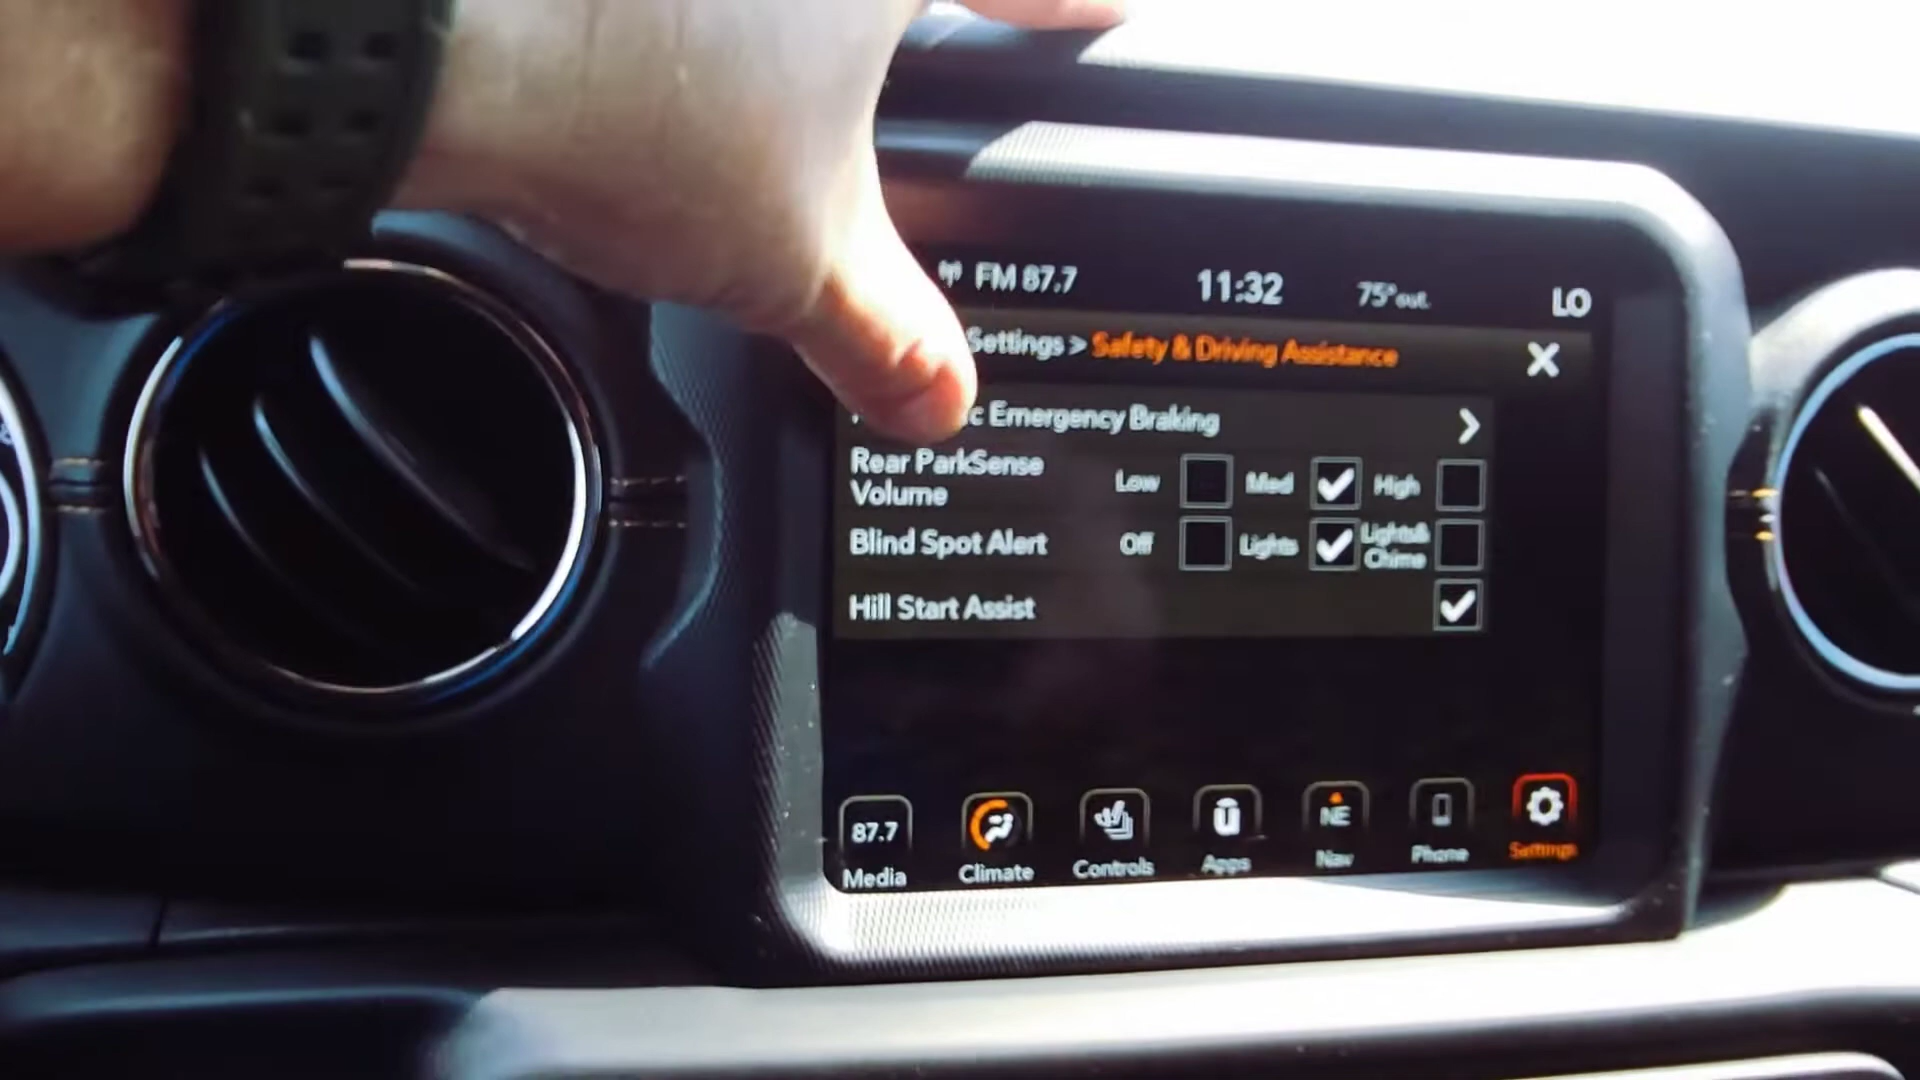 FM 87.7 11:32 75° out. LO
Settings > Safety & Driving Assistance X
c Emergency Braking >
Rear ParkSense
Volume
Low Med High
Blind Spot Alert Off Lights Lights&
Chime
Hill Start Assist
87.7 NE
Media Climate Controls Apps Nav Phone Settings